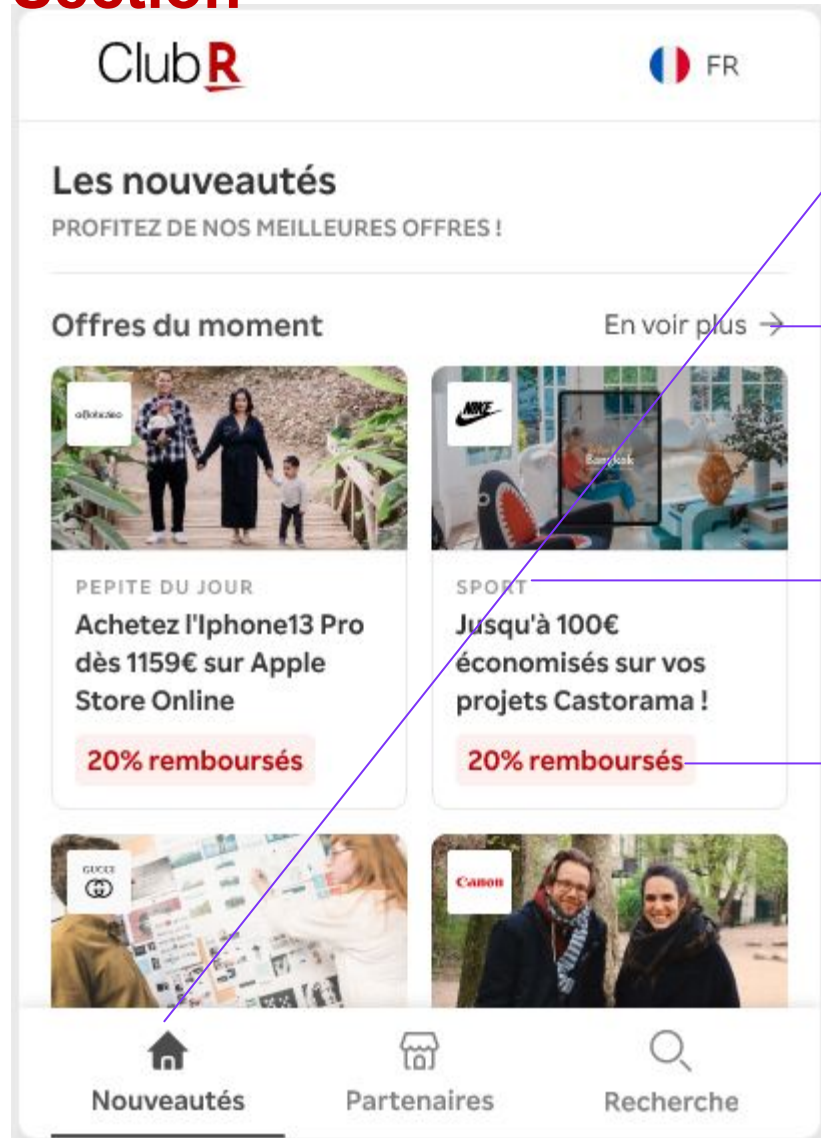 Section
Club R
FR
Les nouveautés
PROFITEZ DE NOS MEILLEURES OFFRES !
Offres du moment
En voir plus →
NIKE
Bangkok
PEPITE DU JOUR
Achetez l'Iphone13 Pro
dès 1159€ sur Apple
Store Online
20% remboursés
SPORT
Jusqu'à 100€
économisés sur vos
projets Castorama !
20% remboursés
GUCCI
Canon
Nouveautés
Partenaires
Recherche